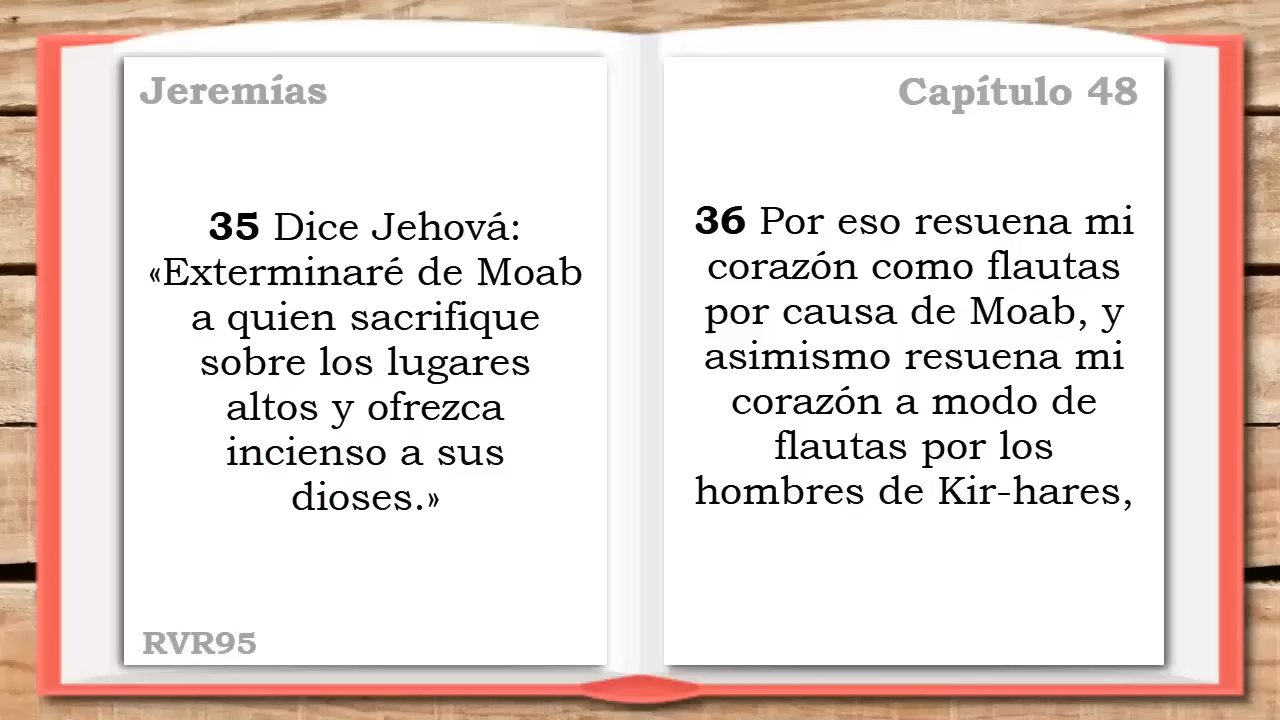 Jeremías
35 Dice Jehová:
«Exterminaré de Moab
a quien sacrifique
sobre los lugares
altos y ofrezca
incienso a sus
dioses.»
RVR95
Capítulo 48
36 Por eso resuena mi
corazón como flautas
por causa de Moab, y
asimismo resuena mi
corazón a modo de
flautas por los
hombres de Kir-hares,